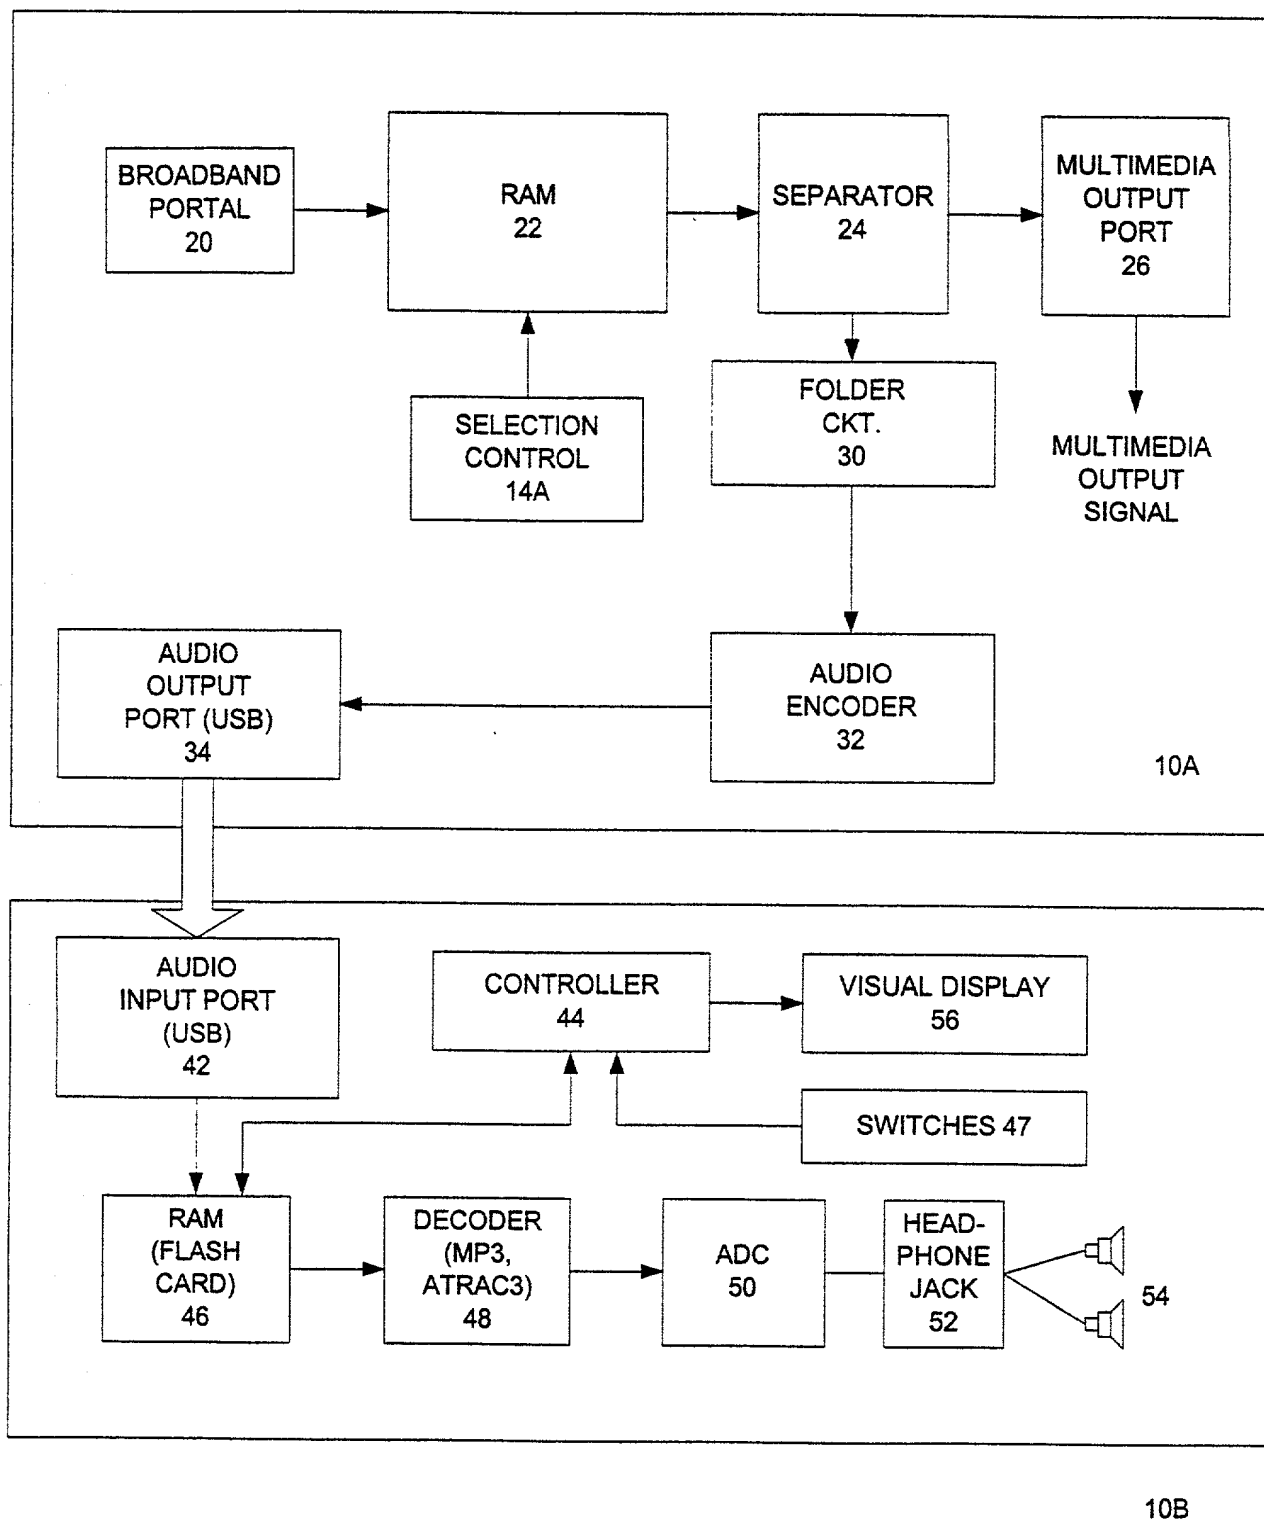 BROADBAND
PORTAL
20
RAM
22
SEPARATOR
24
MULTIMEDIA
OUTPUT
PORT
26
SELECTION
CONTROL
14A
FOLDER
CKT.
30
MULTIMEDIA
OUTPUT
SIGNAL
AUDIO
OUTPUT
PORT (USB)
34
AUDIO
ENCODER
32
10A
AUDIO
INPUT PORT
(USB)
42
CONTROLLER
44
VISUAL DISPLAY
56
SWITCHES 47
RAM
(FLASH
CARD)
46
DECODER
(MP3,
ATRAC3)
48
ADC
50
HEAD-
PHONE
JACK
52
54
10B